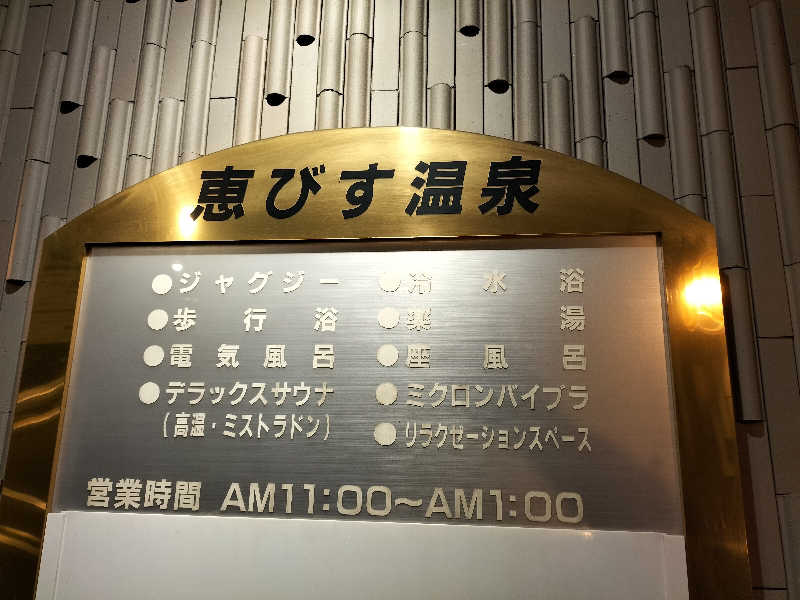 恵びす温泉
●ジャグジー ●冷水浴
●歩行浴 ●薬湯
●電気風呂 ●座風呂
●デラックスサウナ ●ミクロンバイブラ
(高温・ミストラドン) ●リラクゼーションスペース
営業時間 AM11:00～AM1:00